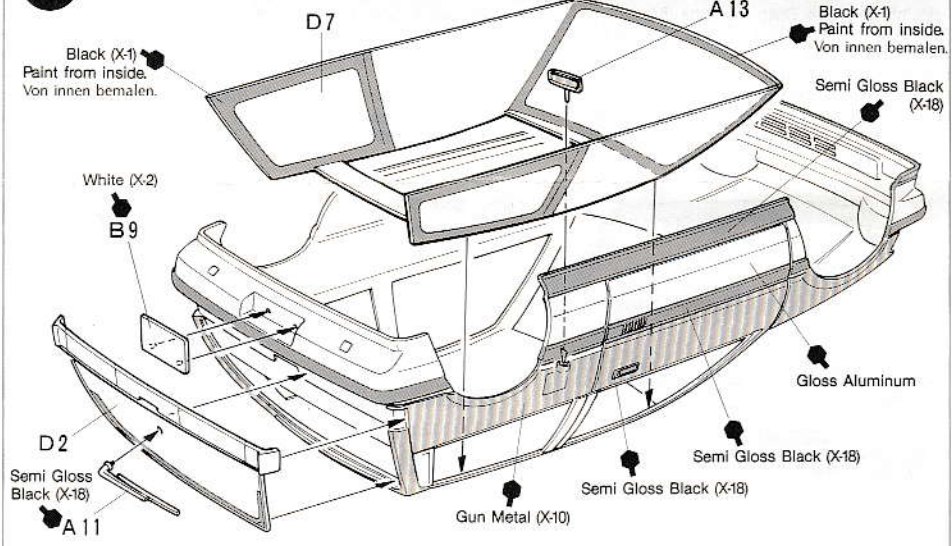 D7
A 13
Black (X-1)
Paint from inside.
Von innen bemalen.
Black (X-1)
Paint from inside.
Von innen bemalen.
Semi Gloss Black
(X-18)
White (X-2)
B9
Gloss Aluminum
D2
Semi Gloss
Black (X-18)
A 11
Semi Gloss Black (X-18)
Semi Gloss Black (X-18)
Gun Metal (X-10)